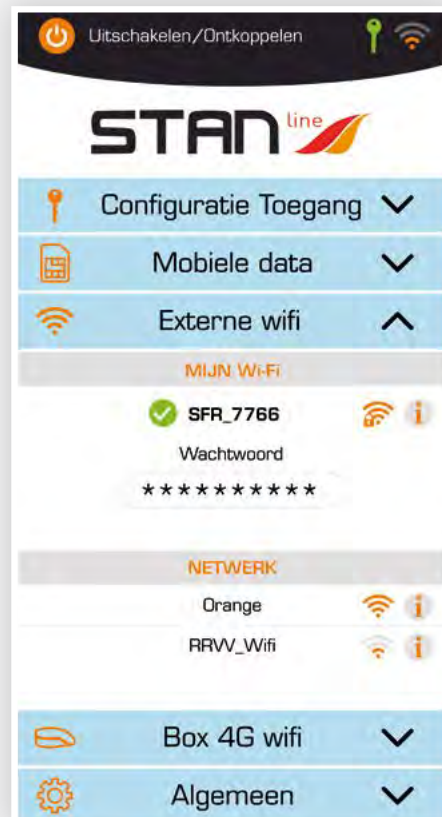 Uitschakelen/Ontkoppelen
STAN line
Configuratie Toegang
Mobiele data
Externe wifi
MIJN Wi-Fi
SFR_7766
Wachtwoord
**********
NETWERK
Orange
RRVV_Wifi
Box 4G wifi
Algemeen